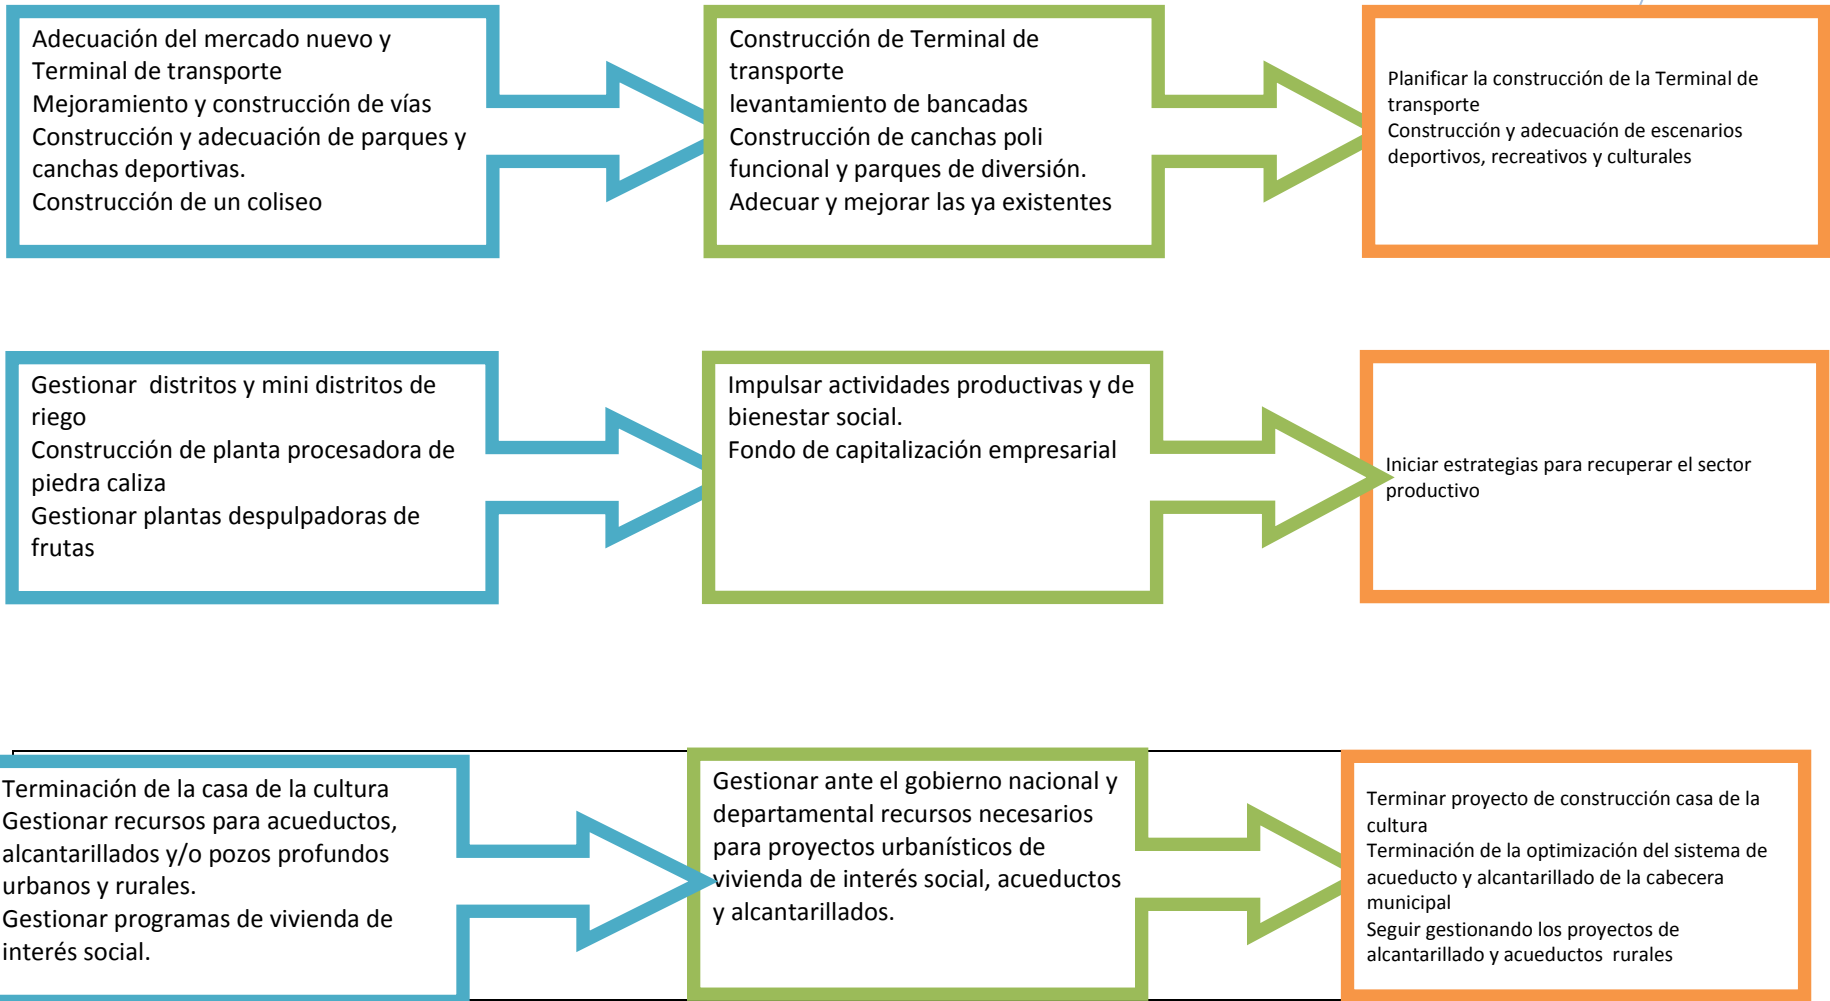 Adecuación del mercado nuevo y
Terminal de transporte
Mejoramiento y construcción de vías
Construcción y adecuación de parques y
canchas deportivas.
Construcción de un coliseo
Construcción de Terminal de
transporte
levantamiento de bancadas
Construcción de canchas poli
funcional y parques de diversión.
Adecuar y mejorar las ya existentes
Planificar la construcción de la Terminal de
transporte
Construcción y adecuación de escenarios
deportivos, recreativos y culturales
Gestionar  distritos y mini distritos de
riego
Construcción de planta procesadora de
piedra caliza
Gestionar plantas despulpadoras de
frutas
Impulsar actividades productivas y de
bienestar social.
Fondo de capitalización empresarial
Iniciar estrategias para recuperar el sector
productivo
Terminación de la casa de la cultura
Gestionar recursos para acueductos,
alcantarillados y/o pozos profundos
urbanos y rurales.
Gestionar programas de vivienda de
interés social.
Gestionar ante el gobierno nacional y
departamental recursos necesarios
para proyectos urbanísticos de
vivienda de interés social, acueductos
y alcantarillados.
Terminar proyecto de construcción casa de la
cultura
Terminación de la optimización del sistema de
acueducto y alcantarillado de la cabecera
municipal
Seguir gestionando los proyectos de
alcantarillado y acueductos  rurales